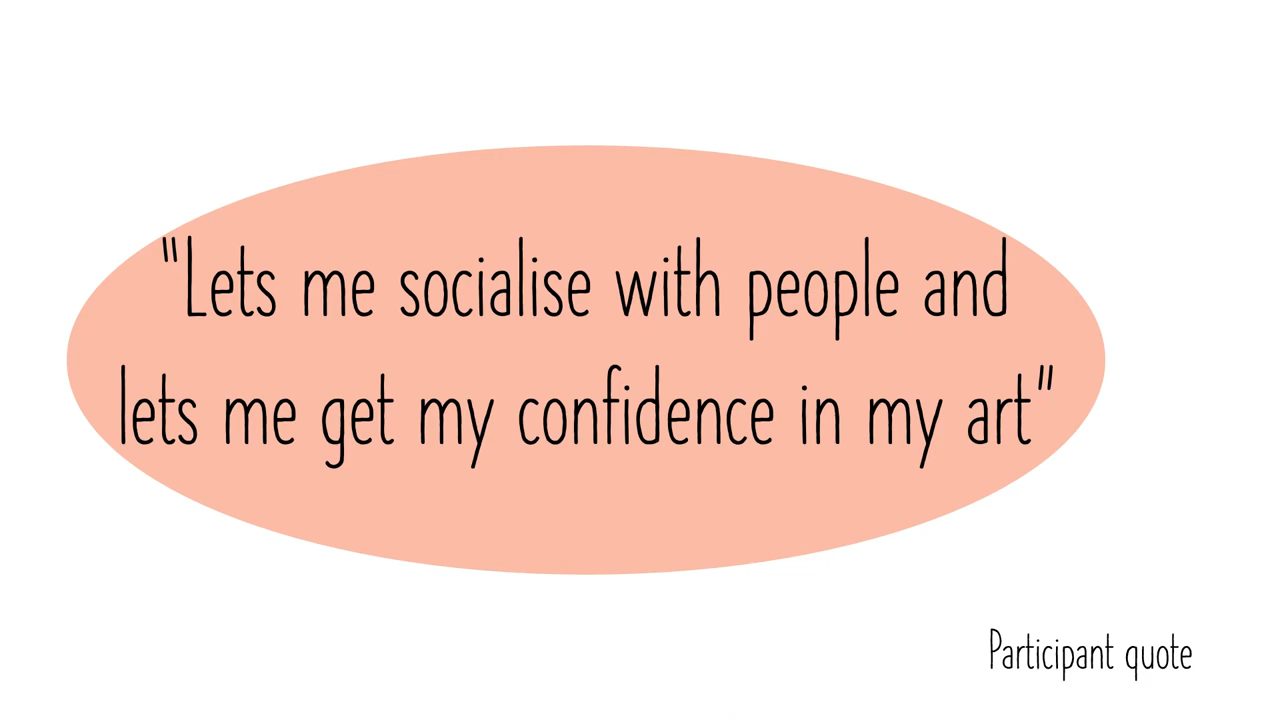 "Lets me socialise with people and
lets me get my confidence in my art"
Participant quote